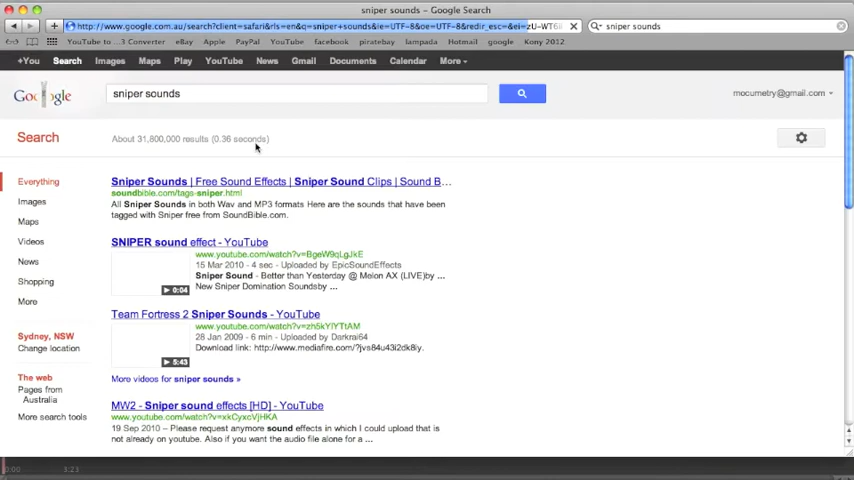 sniper sounds - Google Search
http://www.google.com.au/search?client=safari&rls=en&q=sniper+sounds&ie=UTF-8&oe=UTF-8&redir_esc=&ei=
sniper sounds
YouTube to ...3 Converter eBay Apple PayPal YouTube facebook piratebay lampada Hotmail google Kony 2012
+You Search Images Maps Play YouTube News Gmail Documents Calendar More
Google
sniper sounds
mocumetry@gmail.com
Search
About 31,800,000 results (0.36 seconds)
Everything
Images
Maps
Videos
News
Shopping
More
Sydney, NSW
Change location
The web
Pages from
Australia
More search tools
Sniper Sounds | Free Sound Effects | Sniper Sound Clips | Sound B...
soundbible.com/tags-sniper.html
All Sniper Sounds in both Wav and MP3 formats Here are the sounds that have been
tagged with Sniper free from SoundBible.com.
SNIPER sound effect - YouTube
www.youtube.com/watch?v=BgeW9qLgJkE
15 Mar 2010 - 4 sec - Uploaded by EpicSoundEffects
Sniper Sound - Better than Yesterday @ Melon AX (LIVE)by ...
New Sniper Domination Soundsby ...
0:04
Team Fortress 2 Sniper Sounds - YouTube
www.youtube.com/watch?v=zh5kYlYTtAM
28 Jan 2009 - 6 min - Uploaded by Darkrai64
Download link: http://www.mediafire.com/?jvs84u43i2dk8iy.
5:43
More videos for sniper sounds »
MW2 - Sniper sound effects [HD] - YouTube
www.youtube.com/watch?v=xkCyxcVjHKA
19 Sep 2010 – Please request anymore sound effects in which I could upload that is
not already on youtube. Also if you want the audio file alone for a ...
0:00 3:23